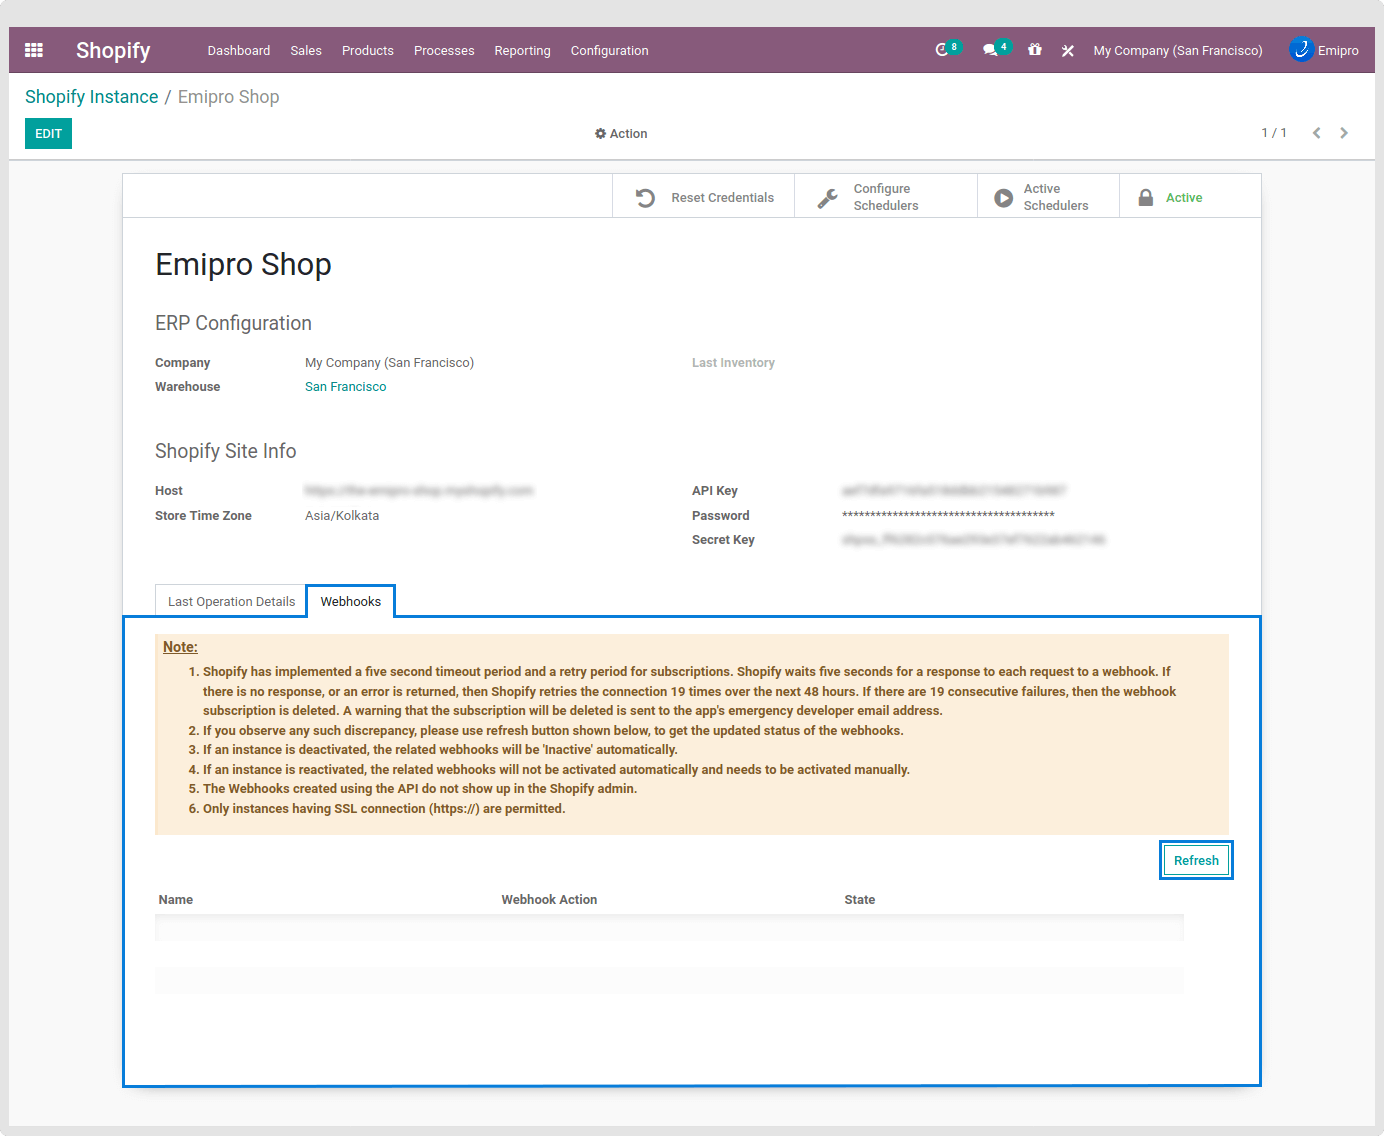 Shopify Dashboard Sales Products Processes Reporting Configuration 8 4 My Company (San Francisco) Emipro
Shopify Instance / Emipro Shop
EDIT Action 1 / 1
Reset Credentials Configure Schedulers Active Schedulers Active
Emipro Shop
ERP Configuration
Company My Company (San Francisco) Last Inventory
Warehouse San Francisco
Shopify Site Info
Host API Key
Store Time Zone Asia/Kolkata Password **************************************
Secret Key
Last Operation Details Webhooks
Note:
1. Shopify has implemented a five second timeout period and a retry period for subscriptions. Shopify waits five seconds for a response to each request to a webhook. If
there is no response, or an error is returned, then Shopify retries the connection 19 times over the next 48 hours. If there are 19 consecutive failures, then the webhook
subscription is deleted. A warning that the subscription will be deleted is sent to the app's emergency developer email address.
2. If you observe any such discrepancy, please use refresh button shown below, to get the updated status of the webhooks.
3. If an instance is deactivated, the related webhooks will be 'Inactive' automatically.
4. If an instance is reactivated, the related webhooks will not be activated automatically and needs to be activated manually.
5. The Webhooks created using the API do not show up in the Shopify admin.
6. Only instances having SSL connection (https://) are permitted.
Refresh
Name Webhook Action State